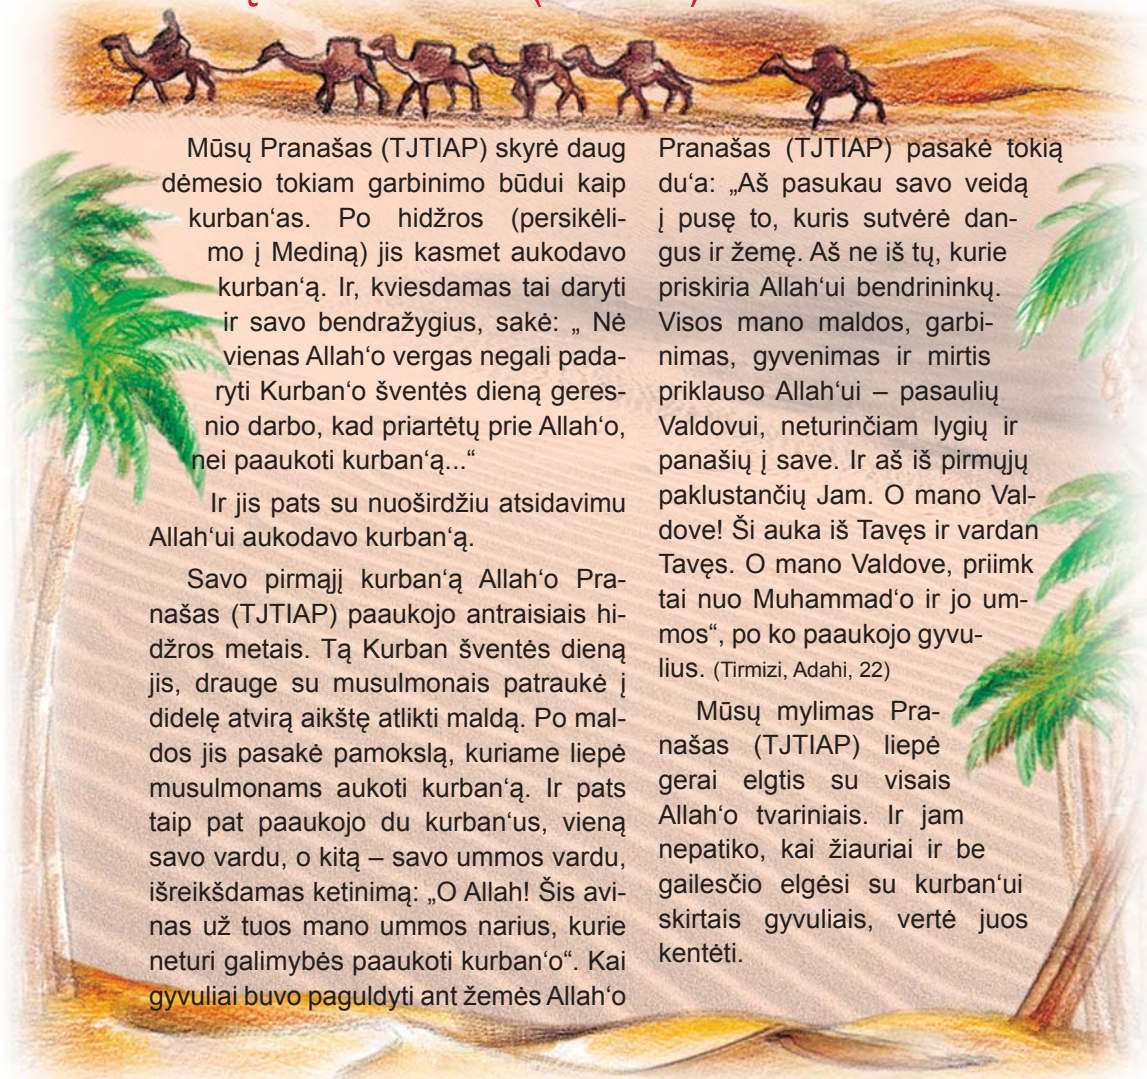 Mūsų Pranašas (TJTIAP) skyrė daug
dėmesio tokiam garbinimo būdui kaip
kurban‘as. Po hidžros (persikėli-
mo į Mediną) jis kasmet aukodavo
kurban‘ą. Ir, kviesdamas tai daryti
ir savo bendražygius, sakė: „ Nė
vienas Allah‘o vergas negali pada-
ryti Kurban‘o šventės dieną geres-
nio darbo, kad priartėtų prie Allah‘o,
nei paaukoti kurban‘ą...“
Ir jis pats su nuoširdžiu atsidavimu
Allah‘ui aukodavo kurban‘ą.
Savo pirmąjį kurban‘ą Allah‘o Pra-
našas (TJTIAP) paaukojo antraisiais hi-
džros metais. Tą Kurban šventės dieną
jis, drauge su musulmonais patraukė į
didelę atvirą aikštę atlikti maldą. Po mal-
dos jis pasakė pamokslą, kuriame liepė
musulmonams aukoti kurban‘ą. Ir pats
taip pat paaukojo du kurban‘us, vieną
savo vardu, o kitą – savo ummos vardu,
išreikšdamas ketinimą: „O Allah! Šis avi-
nas už tuos mano ummos narius, kurie
neturi galimybės paaukoti kurban‘o“. Kai
gyvuliai buvo paguldyti ant žemės Allah‘o
Pranašas (TJTIAP) pasakė tokią
du‘a: „Aš pasukau savo veidą
į pusę to, kuris sutvėrė dan-
gus ir žemę. Aš ne iš tų, kurie
priskiria Allah‘ui bendrininkų.
Visos mano maldos, garbi-
nimas, gyvenimas ir mirtis
priklauso Allah‘ui – pasaulių
Valdovui, neturinčiam lygių ir
panašių į save. Ir aš iš pirmųjų
paklustančių Jam. O mano Val-
dove! Ši auka iš Tavęs ir vardan
Tavęs. O mano Valdove, priimk
tai nuo Muhammad‘o ir jo um-
mos“, po ko paaukojo gyvu-
lius. (Tirmizi, Adahi, 22)
Mūsų mylimas Pra-
našas (TJTIAP) liepė
gerai elgtis su visais
Allah‘o tvariniais. Ir jam
nepatiko, kai žiauriai ir be
gailesčio elgėsi su kurban‘ui
skirtais gyvuliais, vertė juos
kentėti.